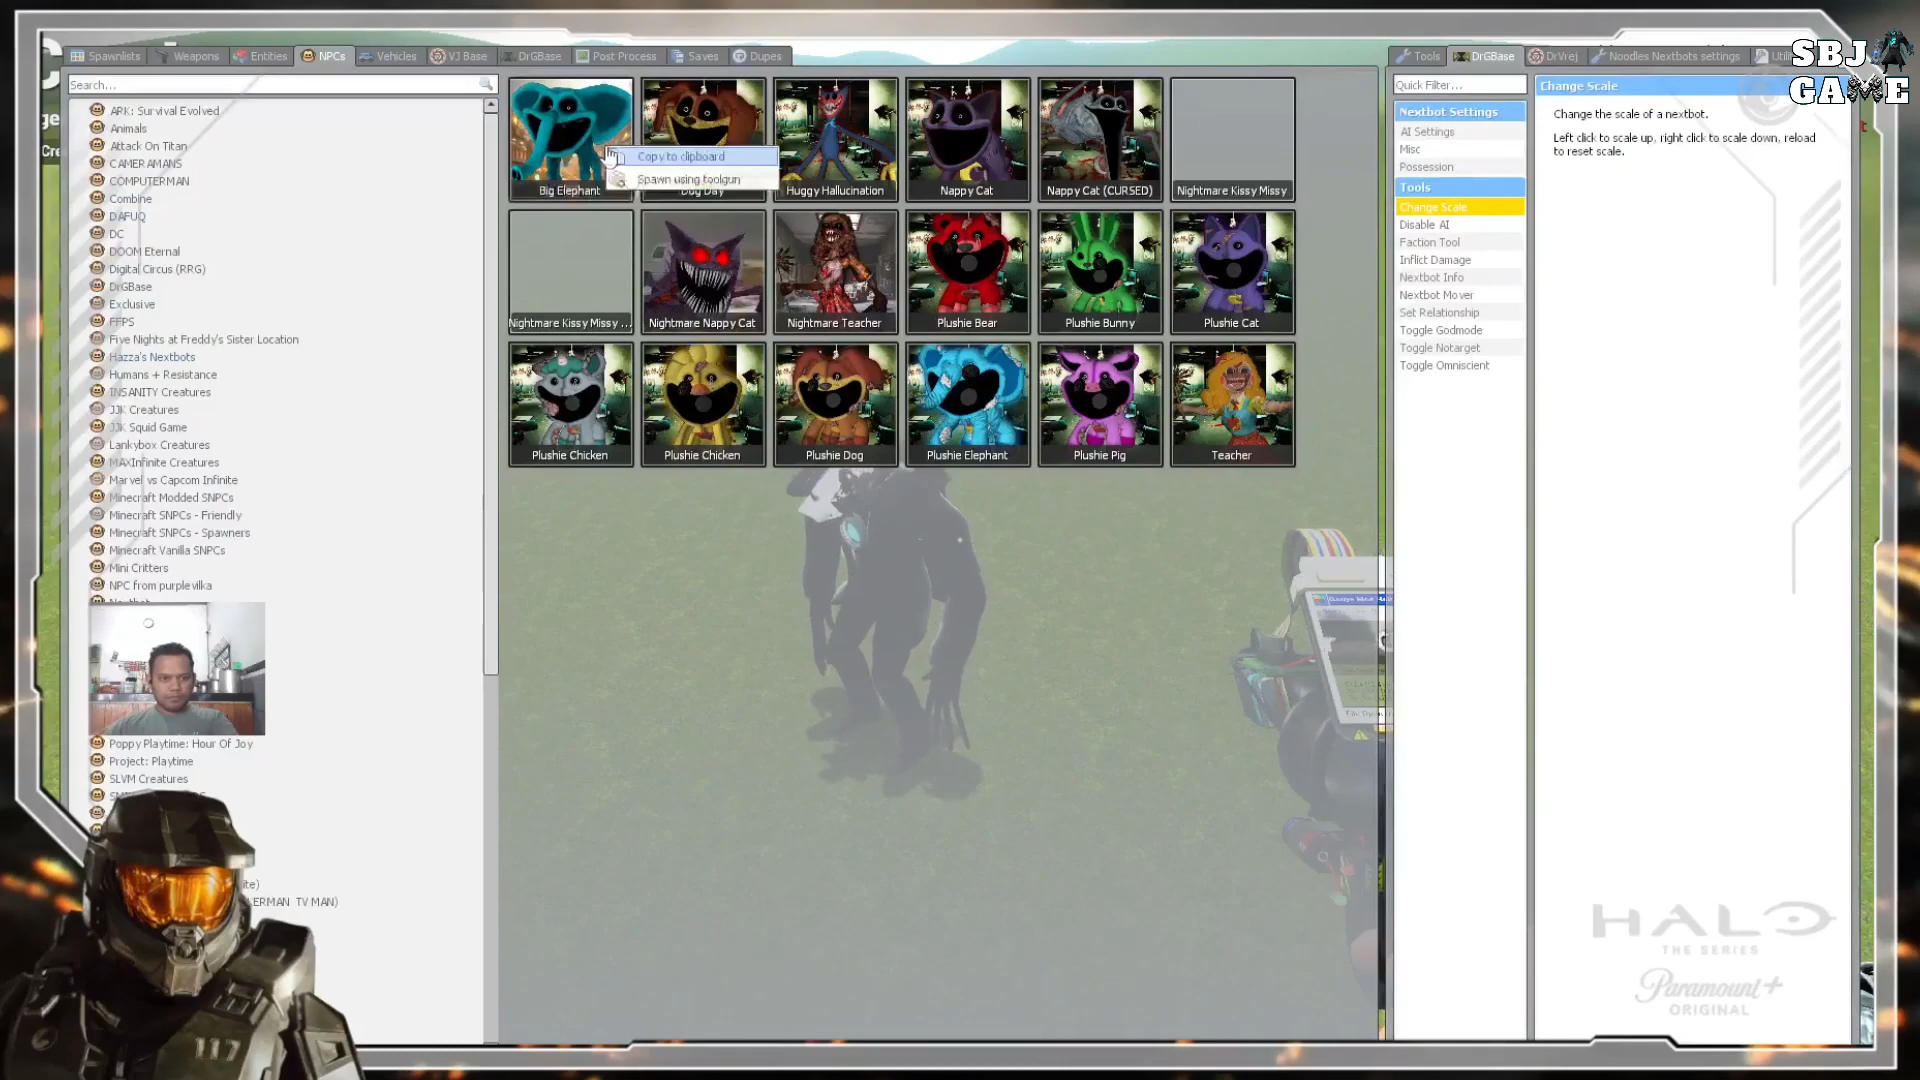 Spawnlists
Weapons
Entities
NPCs
Vehicles
VJ Base
DrGBase
Post Process
Saves
Dupes
Tools
DrGBase
DrVrej
Noodles Nextbots settings
SBJ
GAME
Search...
ARK: Survival Evolved
Animals
Attack On Titan
CAMERAMANS
COMPUTERMAN
Combine
DAFUQ
DC
DOOM Eternal
Digital Circus (RRG)
DrGBase
Exclusive
FFPS
Five Nights at Freddy's Sister Location
Hazza's Nextbots
Humans + Resistance
INSANITY Creatures
JJK Creatures
JJK Squid Game
Lankybox Creatures
MAXInfinite Creatures
Marvel vs Capcom Infinite
Minecraft Modded SNPCs
Minecraft SNPCs - Friendly
Minecraft SNPCs - Spawners
Minecraft Vanilla SNPCs
Mini Critters
NPC from purplevilka
Poppy Playtime: Hour Of Joy
Project: Playtime
SLVM Creatures
ite)
ERMAN TV MAN)
117
Copy to clipboard
Spawn using toolgun
Big Elephant
Dog Day
Huggy Hallucination
Nappy Cat
Nappy Cat (CURSED)
Nightmare Kissy Missy
Nightmare Kissy Missy ...
Nightmare Nappy Cat
Nightmare Teacher
Plushie Bear
Plushie Bunny
Plushie Cat
Plushie Chicken
Plushie Chicken
Plushie Dog
Plushie Elephant
Plushie Pig
Teacher
Quick Filter...
Nextbot Settings
AI Settings
Misc
Possession
Tools
Change Scale
Disable AI
Faction Tool
Inflict Damage
Nextbot Info
Nextbot Mover
Set Relationship
Toggle Godmode
Toggle Notarget
Toggle Omniscient
Change Scale
Change the scale of a nextbot.
Left click to scale up, right click to scale down, reload
to reset scale.
HALO
THE SERIES
Paramount+
ORIGINAL